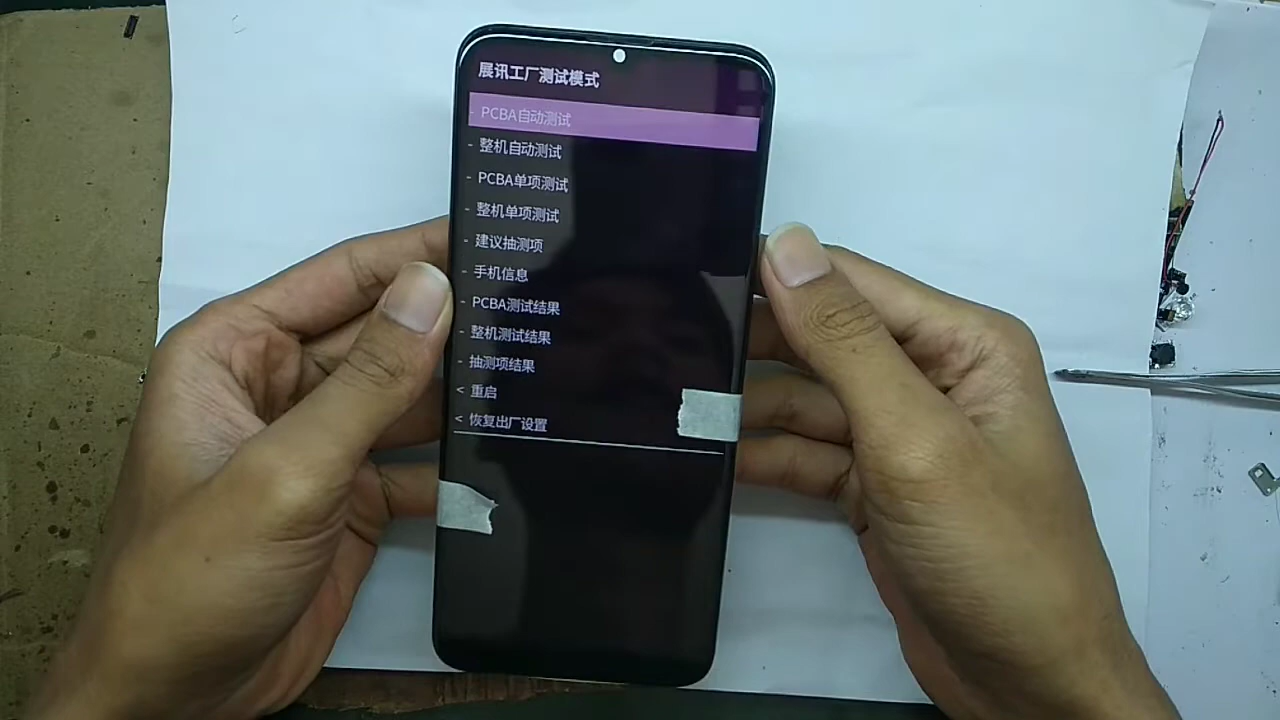 展讯工厂测试模式
- PCBA自动测试
- 整机自动测试
- PCBA单项测试
- 整机单项测试
- 建议抽测项
- 手机信息
- PCBA测试结果
- 整机测试结果
- 抽测项结果
< 重启
< 恢复出厂设置